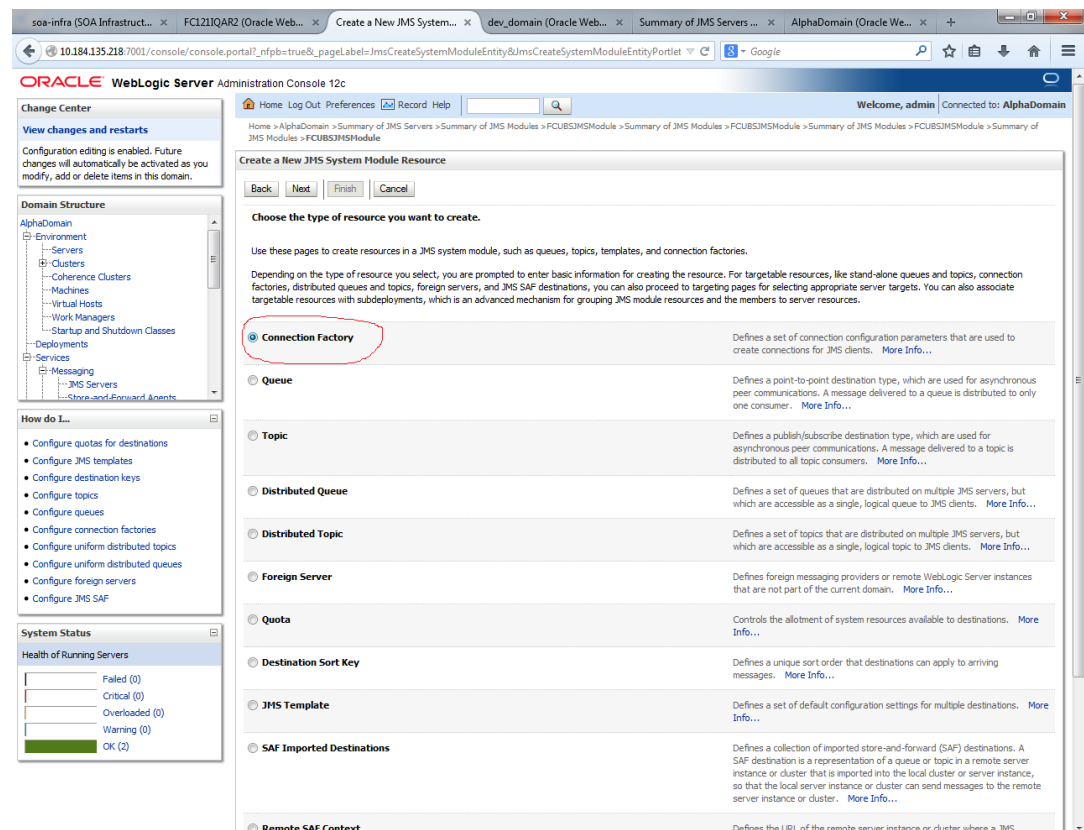 soa-infra (SOA Infrastruct... ×
FC121IQAR2 (Oracle Web... ×
Create a New JMS System... ×
dev_domain (Oracle Web... ×
Summary of JMS Servers ... ×
AlphaDomain (Oracle We... ×
10.184.135.218:7001/console/console.portal?_nfpb=true&_pageLabel=JmsCreateSystemModuleEntity&JmsCreateSystemModuleEntityPortlet
Google
ORACLE WebLogic Server Administration Console 12c
Change Center
View changes and restarts
Configuration editing is enabled. Future
changes will automatically be activated as you
modify, add or delete items in this domain.
Domain Structure
AlphaDomain
Environment
Servers
Clusters
Coherence Clusters
Machines
Virtual Hosts
Work Managers
Startup and Shutdown Classes
Deployments
Services
Messaging
JMS Servers
Store-and-Forward Agents
How do I...
• Configure quotas for destinations
• Configure JMS templates
• Configure destination keys
• Configure topics
• Configure queues
• Configure connection factories
• Configure uniform distributed topics
• Configure uniform distributed queues
• Configure foreign servers
• Configure JMS SAF
System Status
Health of Running Servers
Failed (0)
Critical (0)
Overloaded (0)
Warning (0)
OK (2)
Home Log Out Preferences Record Help
Welcome, admin Connected to: AlphaDomain
Home >AlphaDomain >Summary of JMS Servers >Summary of JMS Modules >FCUBSJMSModule >Summary of JMS Modules >FCUBSJMSModule >Summary of JMS Modules >FCUBSJMSModule >Summary of
JMS Modules >FCUBSJMSModule
Create a New JMS System Module Resource
Back Next Finish Cancel
Choose the type of resource you want to create.
Use these pages to create resources in a JMS system module, such as queues, topics, templates, and connection factories.
Depending on the type of resource you select, you are prompted to enter basic information for creating the resource. For targetable resources, like stand-alone queues and topics, connection
factories, distributed queues and topics, foreign servers, and JMS SAF destinations, you can also proceed to targeting pages for selecting appropriate server targets. You can also associate
targetable resources with subdeployments, which is an advanced mechanism for grouping JMS module resources and the members to server resources.
Connection Factory
Defines a set of connection configuration parameters that are used to
create connections for JMS clients. More Info...
Queue
Defines a point-to-point destination type, which are used for asynchronous
peer communications. A message delivered to a queue is distributed to only
one consumer. More Info...
Topic
Defines a publish/subscribe destination type, which are used for
asynchronous peer communications. A message delivered to a topic is
distributed to all topic consumers. More Info...
Distributed Queue
Defines a set of queues that are distributed on multiple JMS servers, but
which are accessible as a single, logical queue to JMS clients. More Info...
Distributed Topic
Defines a set of topics that are distributed on multiple JMS servers, but
which are accessible as a single, logical topic to JMS clients. More Info...
Foreign Server
Defines foreign messaging providers or remote WebLogic Server instances
that are not part of the current domain. More Info...
Quota
Controls the allotment of system resources available to destinations. More
Info...
Destination Sort Key
Defines a unique sort order that destinations can apply to arriving
messages. More Info...
JMS Template
Defines a set of default configuration settings for multiple destinations. More
Info...
SAF Imported Destinations
Defines a collection of imported store-and-forward (SAF) destinations. A
SAF destination is a representation of a queue or topic in a remote server
instance or cluster that is imported into the local cluster or server instance,
so that the local server instance or cluster can send messages to the remote
server instance or cluster. More Info...
Remote SAF Context
Defines the URL of the remote server instance or cluster where a JMS